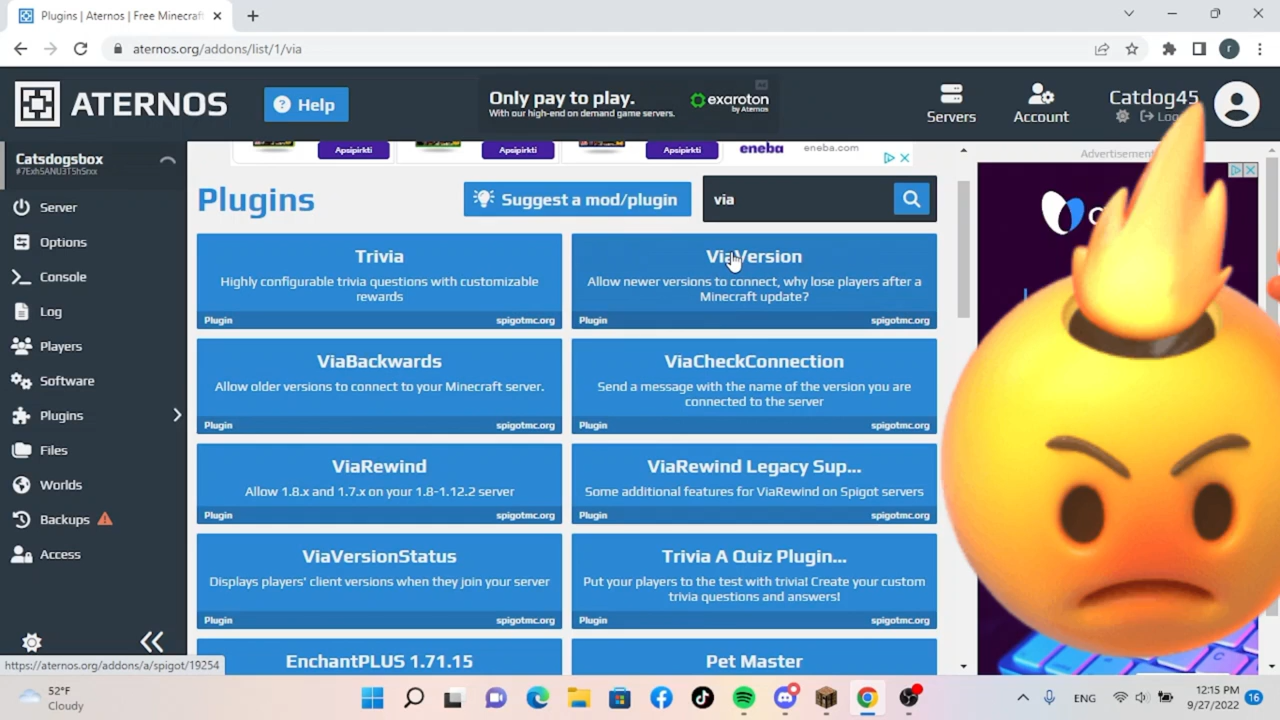 Plugins | Aternos | Free Minecraf
aternos.org/addons/list/1/via
r
ATERNOS
Help
Only pay to play.
With our high-end on demand game servers.
exaroton
by Aternos
Ad
Servers
Account
Catdog45
Catsdogsbox
#7ExhSANU3TShSrxx
Server
Options
Console
Log
Players
Software
Plugins
Files
Worlds
Backups
Access
Apsipirkti
Apsipirkti
Apsipirkti
eneba
eneba.com
Advertisement
Plugins
Suggest a mod/plugin
via
Trivia
Highly configurable trivia questions with customizable
rewards
Plugin
spigotmc.org
ViaVersion
Allow newer versions to connect, why lose players after a
Minecraft update?
Plugin
spigotmc.org
ViaBackwards
Allow older versions to connect to your Minecraft server.
Plugin
spigotmc.org
ViaCheckConnection
Send a message with the name of the version you are
connected to the server
Plugin
spigotmc.org
ViaRewind
Allow 1.8.x and 1.7.x on your 1.8-1.12.2 server
Plugin
spigotmc.org
ViaRewind Legacy Sup...
Some additional features for ViaRewind on Spigot servers
Plugin
spigotmc.org
ViaVersionStatus
Displays players' client versions when they join your server
Plugin
spigotmc.org
Trivia A Quiz Plugin...
Put your players to the test with trivia! Create your custom
trivia questions and answers!
Plugin
spigotmc.org
EnchantPLUS 1.71.15
Pet Master
https://aternos.org/addons/a/spigot/19254
52°F
Cloudy
ENG
12:15 PM
9/27/2022
16